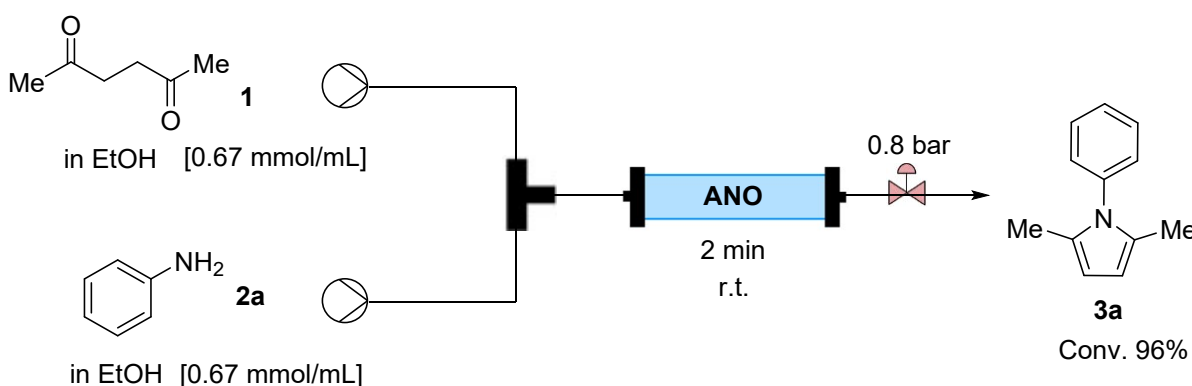 O
Me
Me
O
1
in EtOH [0.67 mmol/mL]
NH2
2a
in EtOH [0.67 mmol/mL]
ANO
2 min
r.t.
0.8 bar
N
Me
Me
3a
Conv. 96%